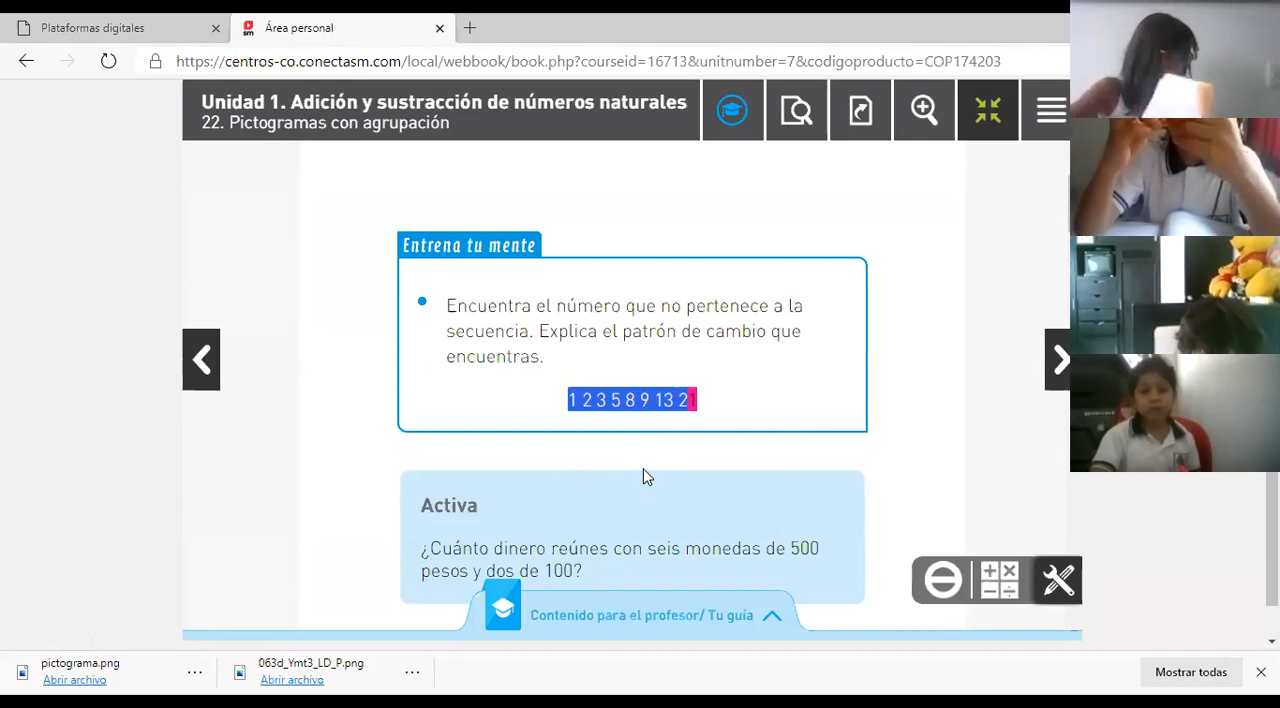 Plataformas digitales
sm
Área personal
https://centros-co.conectasm.com/local/webbook/book.php?courseid=16713&unitnumber=7&codigoproducto=COP174203
Unidad 1. Adición y sustracción de números naturales
22. Pictogramas con agrupación
Entrena tu mente
Encuentra el número que no pertenece a la
secuencia. Explica el patrón de cambio que
encuentras.
1 2 3 5 8 9 13 21
Activa
¿Cuánto dinero reúnes con seis monedas de 500
pesos y dos de 100?
Contenido para el profesor/ Tu guía
pictograma.png
Abrir archivo
063d_Ymt3_LD_P.png
Abrir archivo
Mostrar todas